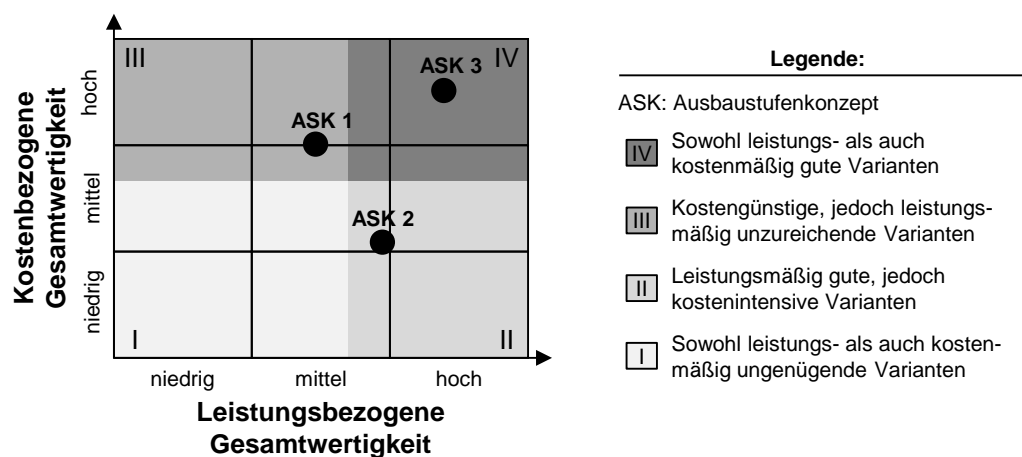 III
IV
ASK 3
ASK 1
ASK 2
I
II
Kostenbezogene
Gesamtwertigkeit
hoch
mittel
niedrig
niedrig
mittel
hoch
Leistungsbezogene
Gesamtwertigkeit
Legende:
ASK: Ausbaustufenkonzept
IV Sowohl leistungs- als auch
kostenmäßig gute Varianten
III Kostengünstige, jedoch leistungs-
mäßig unzureichende Varianten
II Leistungsmäßig gute, jedoch
kostenintensive Varianten
I Sowohl leistungs- als auch kosten-
mäßig ungenügende Varianten